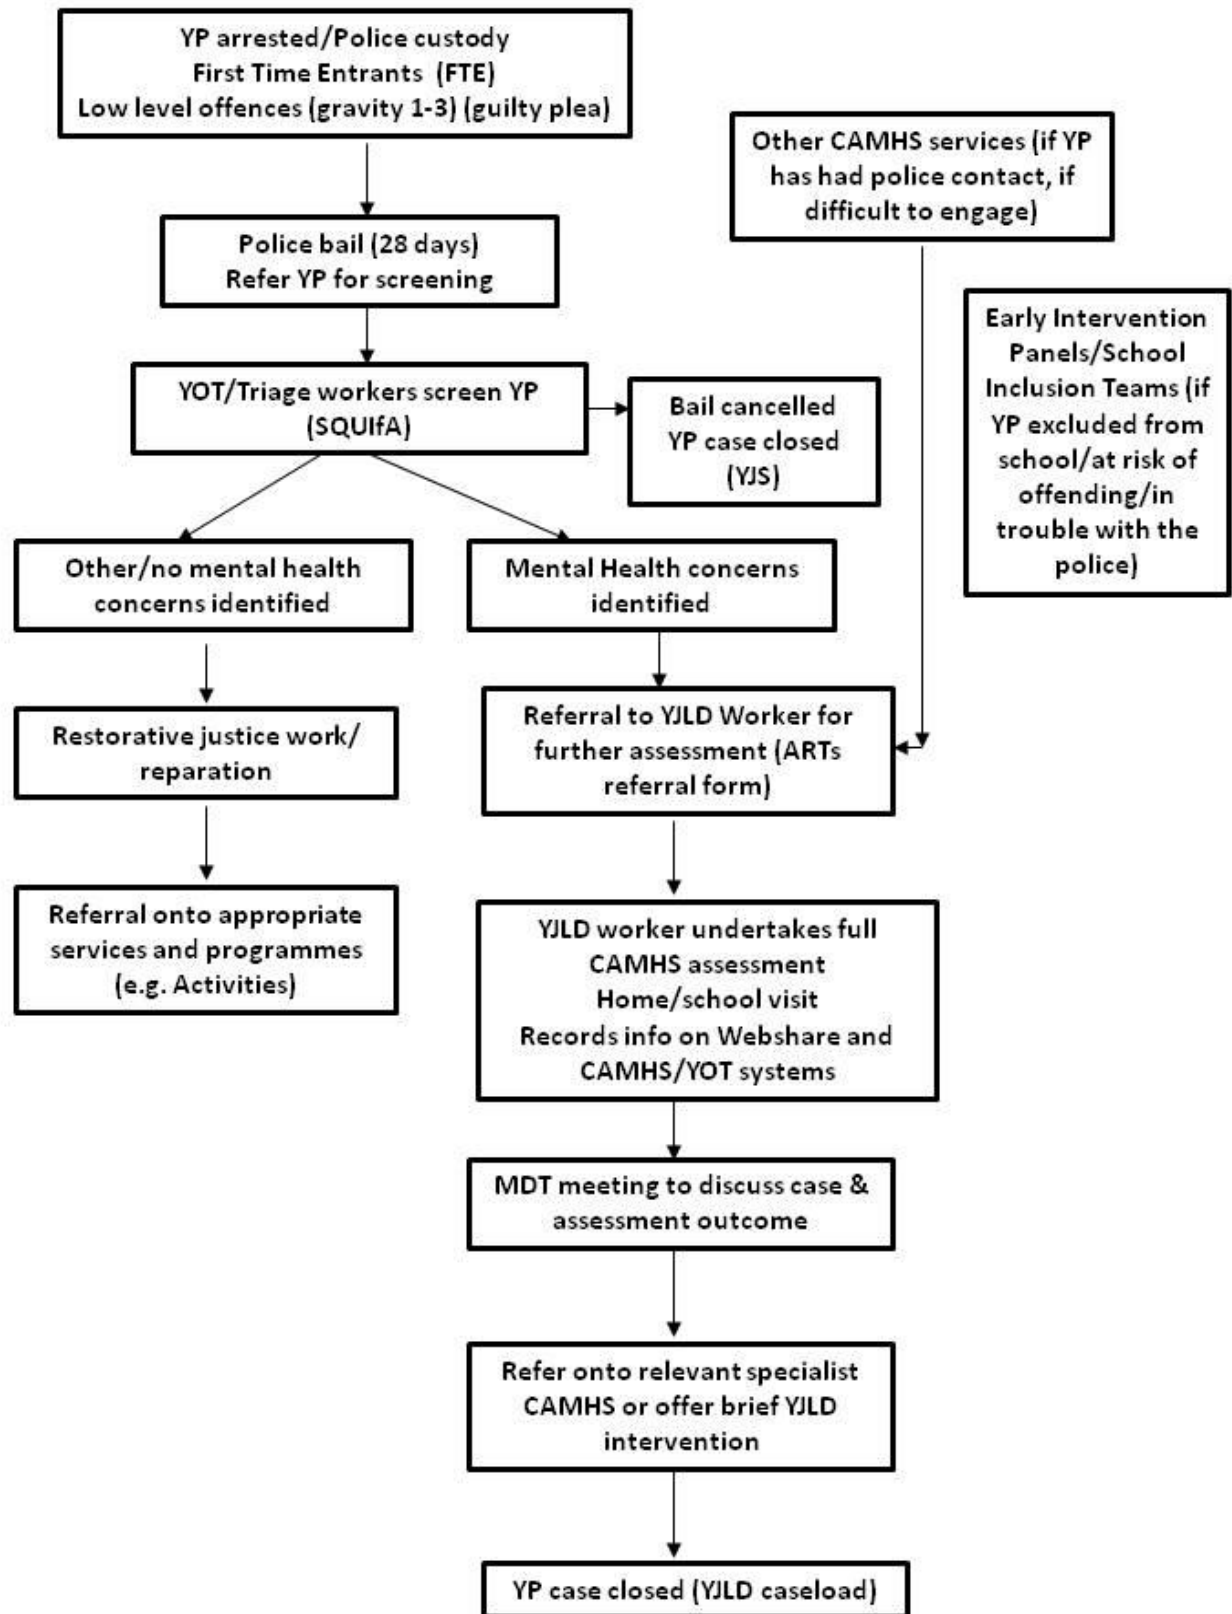 YP arrested/Police custody
First Time Entrants (FTE)
Low level offences (gravity 1-3) (guilty plea)
Other CAMHS services (if YP
has had police contact, if
difficult to engage)
Police bail (28 days)
Refer YP for screening
Early Intervention
Panels/School
Inclusion Teams (if
YP excluded from
school/at risk of
offending/in
trouble with the
police)
YOT/Triage workers screen YP
(SQUIfA)
Bail cancelled
YP case closed
(YJS)
Other/no mental health
concerns identified
Mental Health concerns
identified
Restorative justice work/
reparation
Referral to YJLD Worker for
further assessment (ARTs
referral form)
Referral onto appropriate
services and programmes
(e.g. Activities)
YJLD worker undertakes full
CAMHS assessment
Home/school visit
Records info on Webshare and
CAMHS/YOT systems
MDT meeting to discuss case &
assessment outcome
Refer onto relevant specialist
CAMHS or offer brief YJLD
intervention
YP case closed (YJLD caseload)